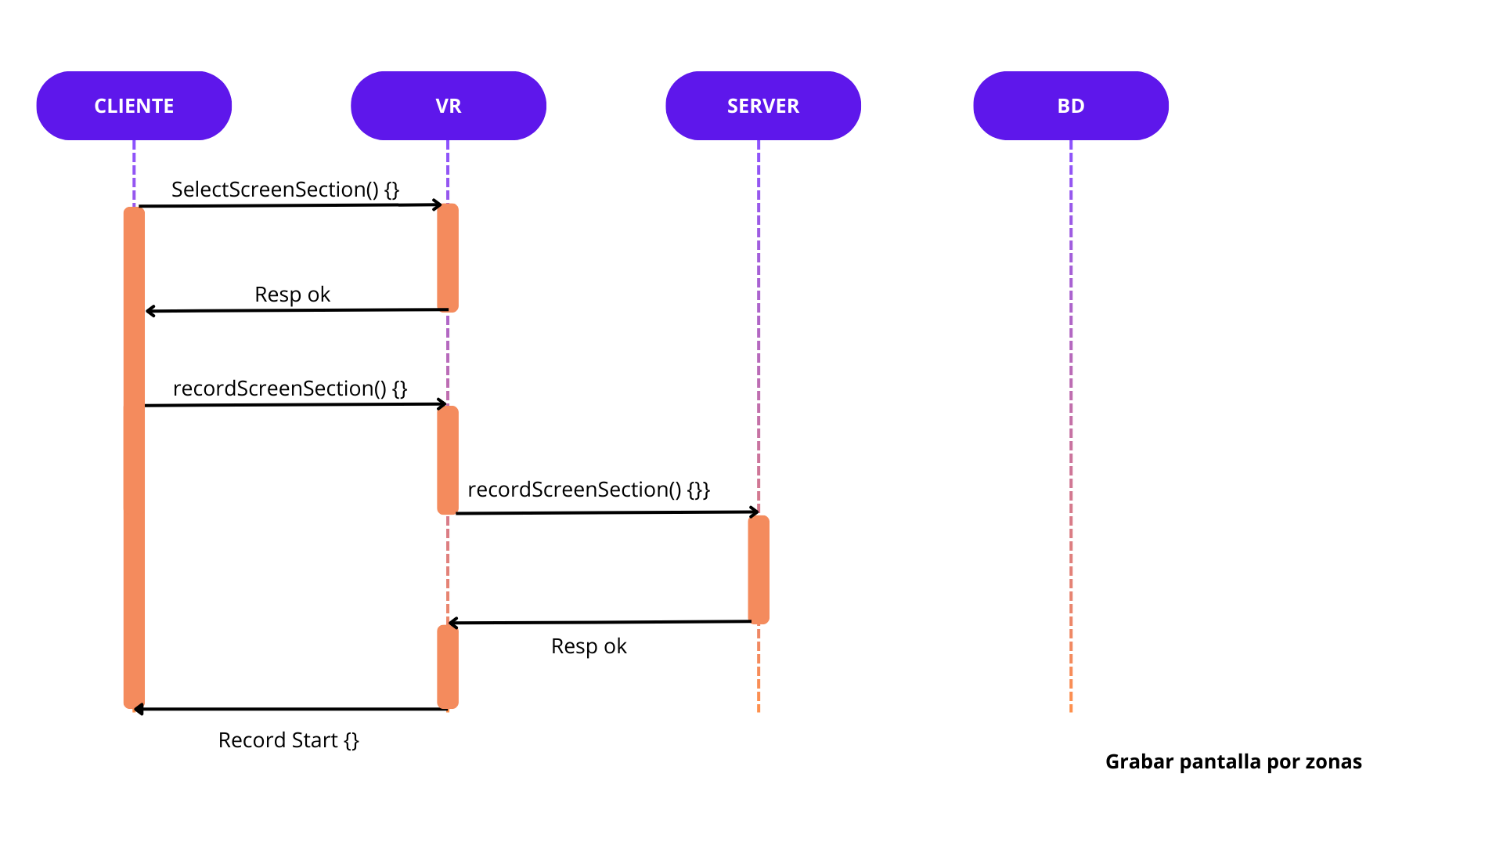 CLIENTE
VR
SERVER
BD
SelectScreenSection() {}
Resp ok
recordScreenSection() {}
recordScreenSection() {}}
Resp ok
Record Start {}
Grabar pantalla por zonas